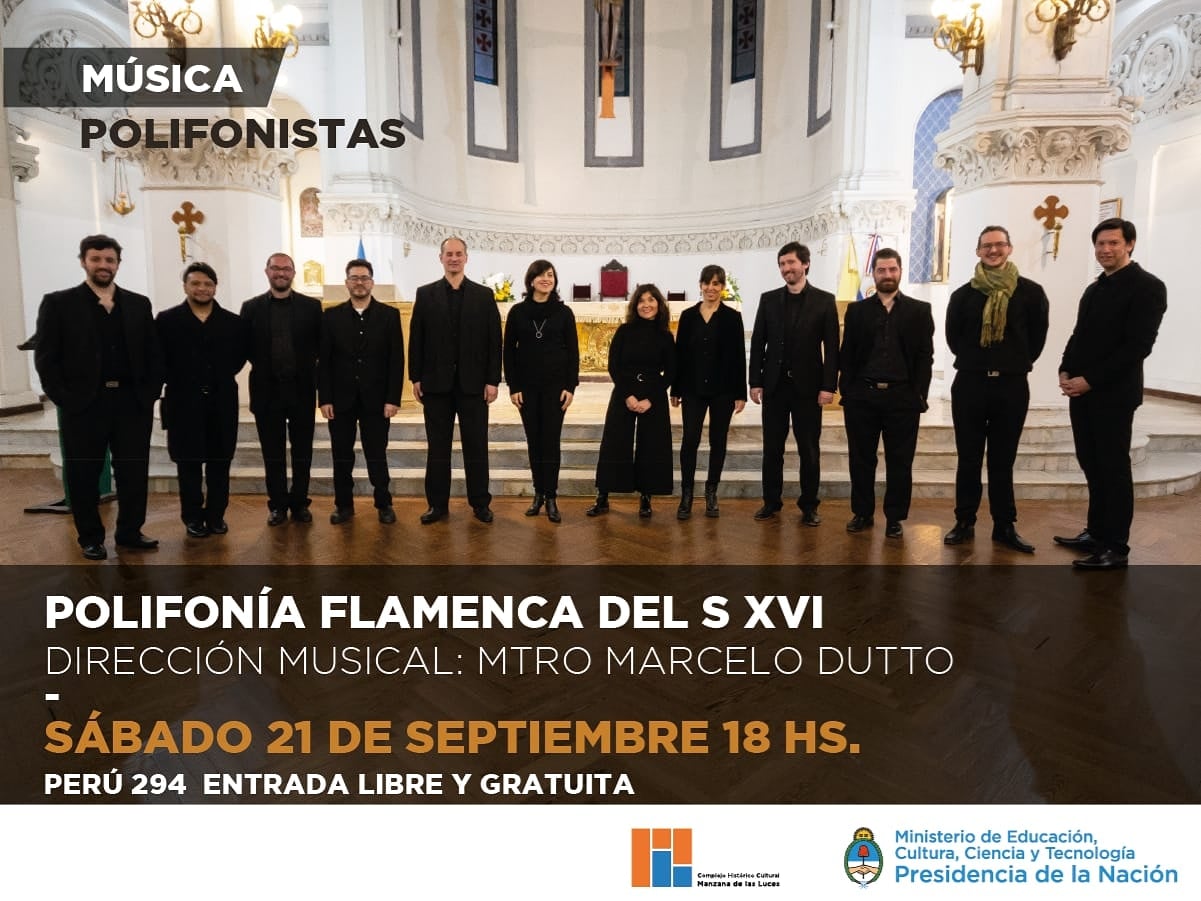 MÚSICA
POLIFONISTAS
POLIFONÍA FLAMENCA DEL S XVI
DIRECCIÓN MUSICAL: MTRO MARCELO DUTTO
-
SÁBADO 21 DE SEPTIEMBRE 18 HS.
PERÚ 294 ENTRADA LIBRE Y GRATUITA
Complejo Histórico Cultural
Manzana de las Luces
Ministerio de Educación,
Cultura, Ciencia y Tecnología
Presidencia de la Nación